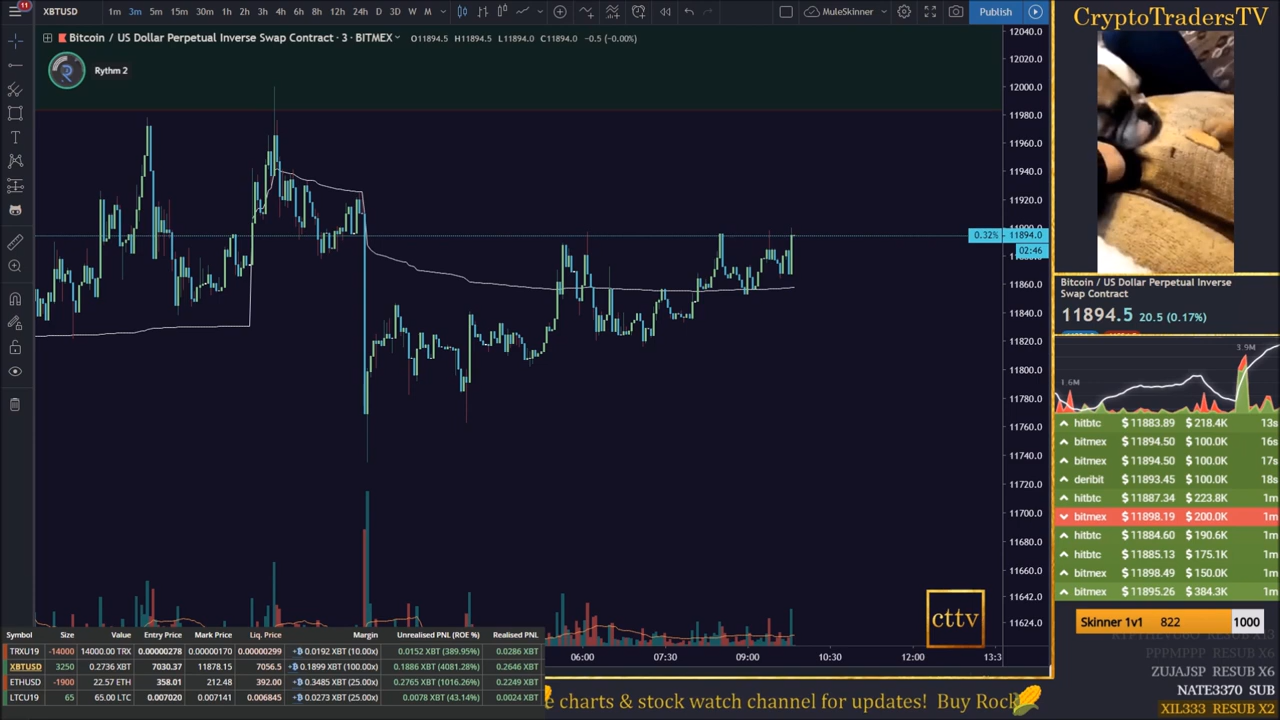 11
XBTUSD 1m 3m 5m 15m 30m 1h 2h 4h 6h 8h 12h 24h D 3D W M MuleSkinner Publish
Bitcoin / US Dollar Perpetual Inverse Swap Contract · 3 · BITMEX O11894.5 H11894.5 L11894.0 C11894.0 -0.5 (-0.00%)
Rythm 2
12040.0
12020.0
12000.0
11980.0
11960.0
11940.0
11920.0
0.32% 11894.0
02:46
11860.0
11840.0
11820.0
11800.0
11780.0
11760.0
11740.0
11720.0
11700.0
11680.0
11660.0
11642.0
11624.0
06:00 07:30 09:00 10:30 12:00 13:3
cttv
Symbol Size Value Entry Price Mark Price Liq. Price Margin Unrealised PNL (ROE %) Realised PNL
TRXU19 -14000 14000.00 TRX 0.00000278 0.00000170 0.00000299 0.0192 XBT (10.00x) 0.0152 XBT (389.95%) 0.0286 XBT
XBTUSD 3250 0.2736 XBT 7030.37 11878.15 7056.5 0.1899 XBT (100.00x) 0.1886 XBT (4081.28%) 0.2646 XBT
ETHUSD -1900 22.57 ETH 358.01 212.48 392.00 0.3485 XBT (25.00x) 0.2765 XBT (1016.26%) 0.2249 XBT
LTCU19 65 65.00 LTC 0.007020 0.007141 0.006845 0.0273 XBT (25.00x) 0.0078 XBT (43.14%) 0.0024 XBT
e charts & stock watch channel for updates! Buy Rock
CryptoTradersTV
Bitcoin / US Dollar Perpetual Inverse
Swap Contract
11894.5 20.5 (0.17%)
3.9M
1.6M
hitbtc $ 11883.89 $ 218.4K 13s
bitmex $ 11894.50 $ 100.0K 16s
bitmex $ 11894.50 $ 100.0K 17s
deribit $ 11893.45 $ 100.0K 18s
hitbtc $ 11887.34 $ 223.8K 1m
bitmex $ 11898.19 $ 200.0K 1m
hitbtc $ 11884.60 $ 190.6K 1m
hitbtc $ 11885.13 $ 175.1K 1m
bitmex $ 11898.49 $ 150.0K 1m
bitmex $ 11895.26 $ 384.3K 1m
Skinner 1v1 822 1000
PPPMPPP RESUB X6
ZUJAJSP RESUB X6
NATE3370 SUB
XIL333 RESUB X2